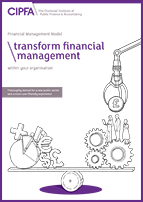 CIPFA
The Chartered Institute of
Public Finance & Accountancy
Financial Management Model
transform financial
management
within your organisation
£